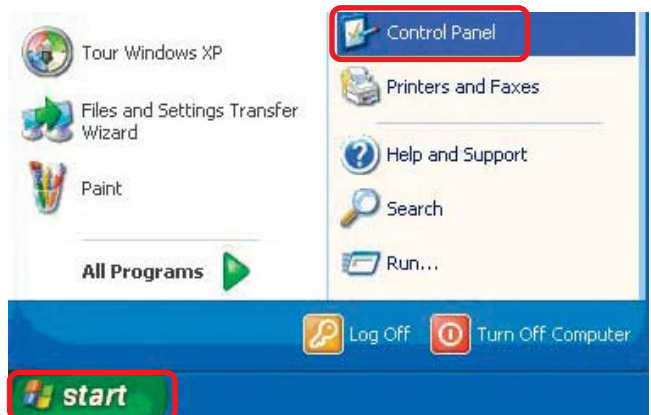 Tour Windows XP
Files and Settings Transfer
Wizard
Paint
All Programs
Control Panel
Printers and Faxes
Help and Support
Search
Run...
Log Off
Turn Off Computer
start